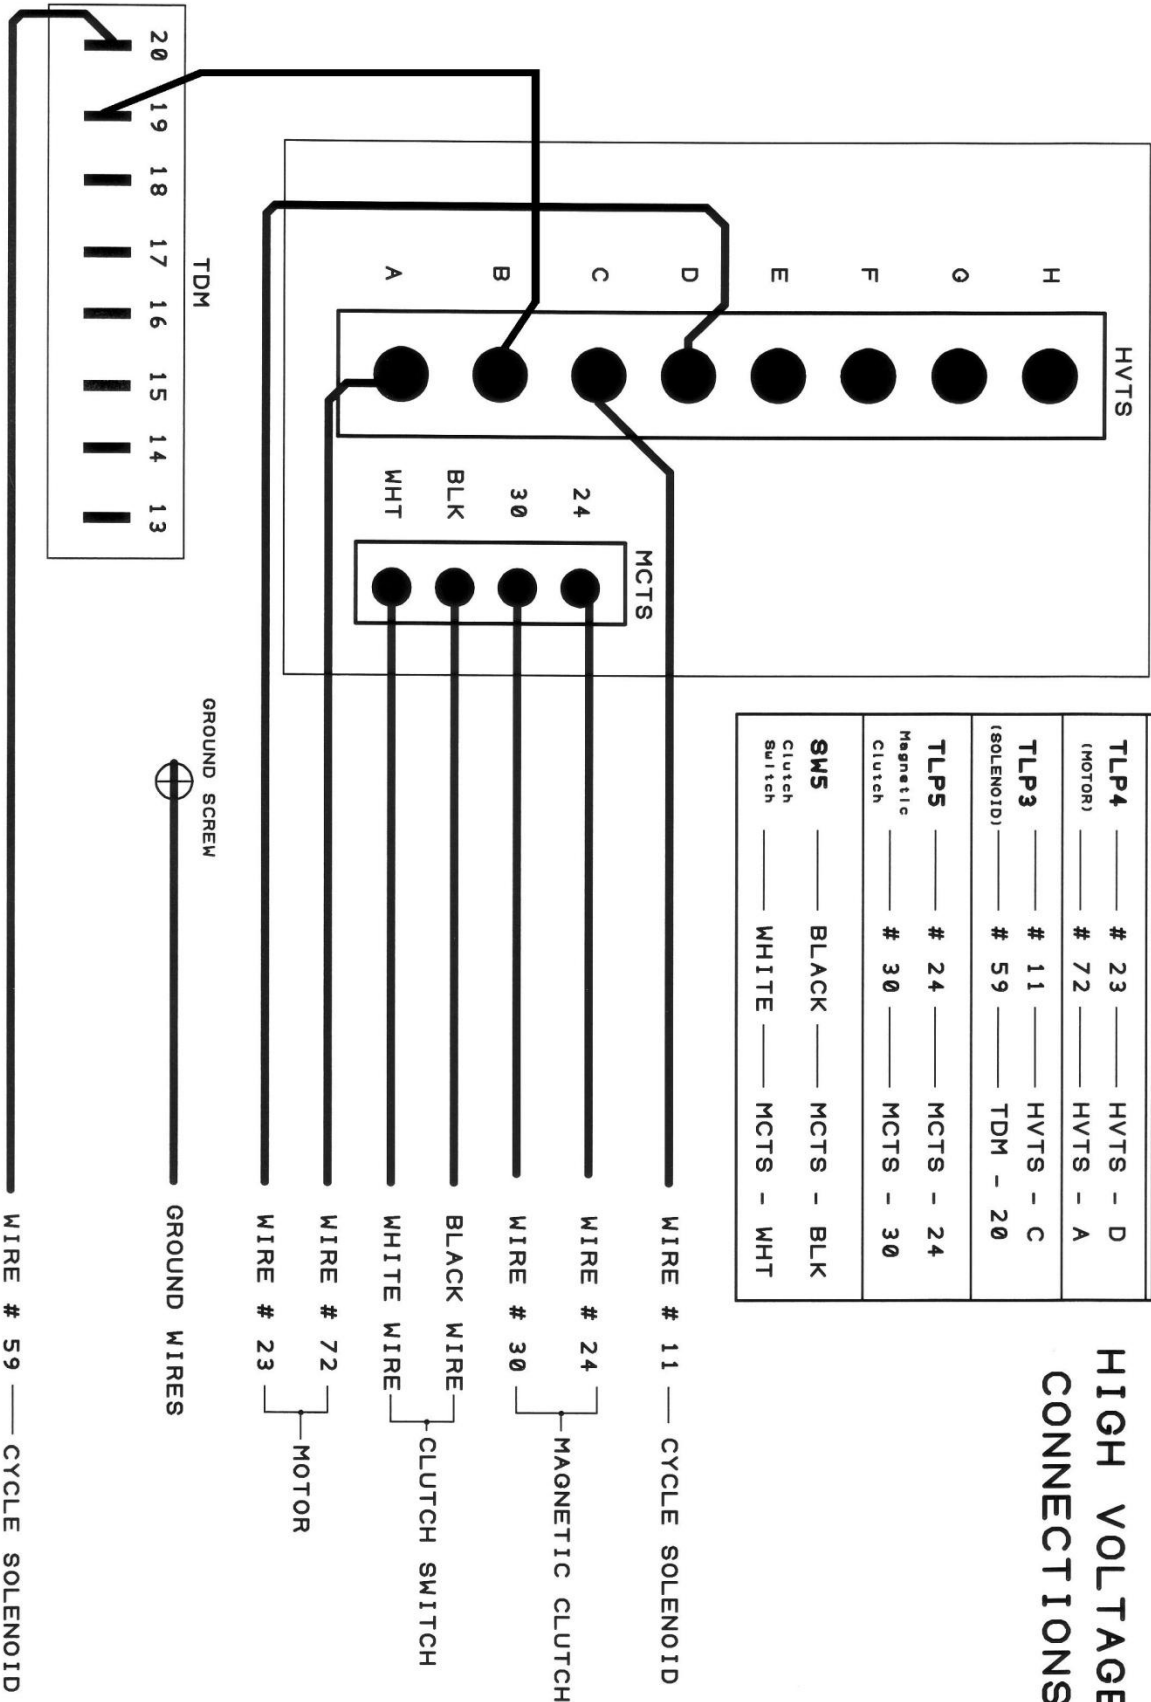 HIGH VOLTAGE
CONNECTIONS
TLP4 # 23 HVTS - D
(MOTOR) # 72 HVTS - A
TLP3 # 11 HVTS - C
(SOLENOID) # 59 TDM - 20
TLP5 # 24 MCTS - 24
Magnetic
Clutch # 30 MCTS - 30
SW5 BLACK MCTS - BLK
Clutch
Switch WHITE MCTS - WHT
HVTS
H
G
F
E
D
C
B
A
MCTS
24
30
BLK
WHT
TDM
20 19 18 17 16 15 14 13
GROUND SCREW
WIRE # 11 CYCLE SOLENOID
WIRE # 24
WIRE # 30
MAGNETIC CLUTCH
BLACK WIRE
WHITE WIRE
CLUTCH SWITCH
WIRE # 72
WIRE # 23
MOTOR
GROUND WIRES
WIRE # 59 CYCLE SOLENOID